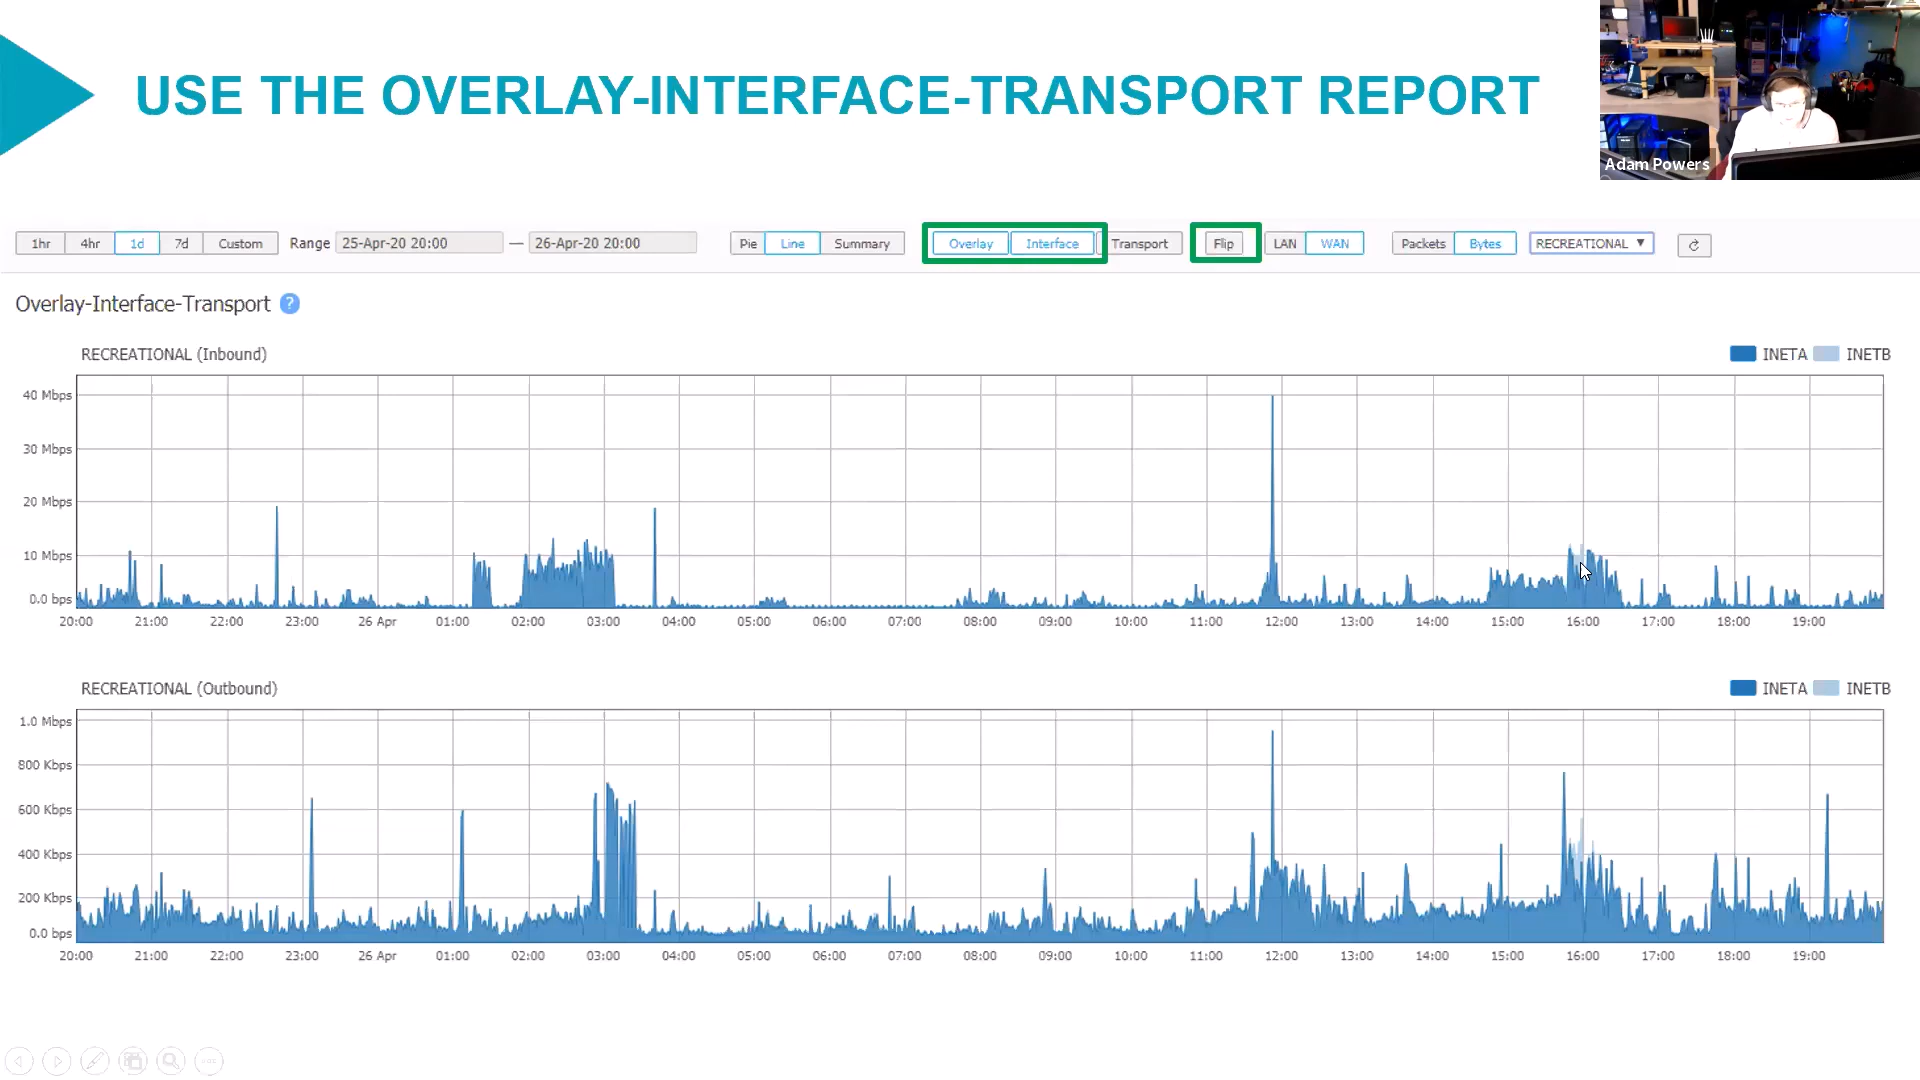 USE THE OVERLAY-INTERFACE-TRANSPORT REPORT
Adam Powers
1hr 4hr 1d 7d Custom Range 25-Apr-20 20:00 — 26-Apr-20 20:00 Pie Line Summary Overlay Interface Transport Flip LAN WAN Packets Bytes RECREATIONAL ▼
Overlay-Interface-Transport ?
RECREATIONAL (Inbound) INETA INETB
40 Mbps
30 Mbps
20 Mbps
10 Mbps
0.0 bps
20:00 21:00 22:00 23:00 26 Apr 01:00 02:00 03:00 04:00 05:00 06:00 07:00 08:00 09:00 10:00 11:00 12:00 13:00 14:00 15:00 16:00 17:00 18:00 19:00
RECREATIONAL (Outbound) INETA INETB
1.0 Mbps
800 Kbps
600 Kbps
400 Kbps
200 Kbps
0.0 bps
20:00 21:00 22:00 23:00 26 Apr 01:00 02:00 03:00 04:00 05:00 06:00 07:00 08:00 09:00 10:00 11:00 12:00 13:00 14:00 15:00 16:00 17:00 18:00 19:00